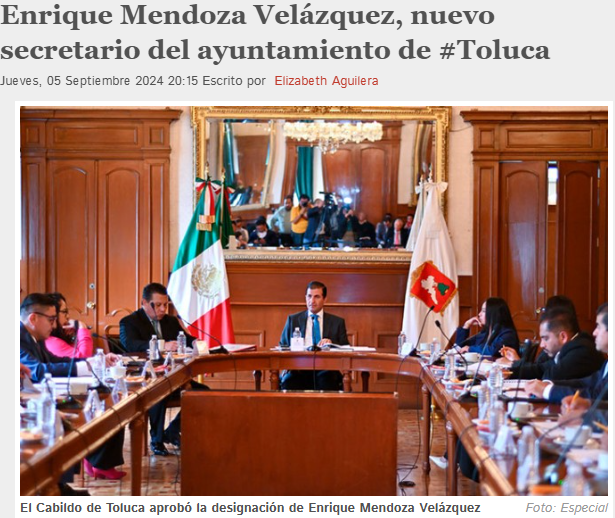 Enrique Mendoza Velázquez, nuevo
secretario del ayuntamiento de #Toluca
Jueves, 05 Septiembre 2024 20:15 Escrito por Elizabeth Aguilera
El Cabildo de Toluca aprobó la designación de Enrique Mendoza Velázquez Foto: Especial